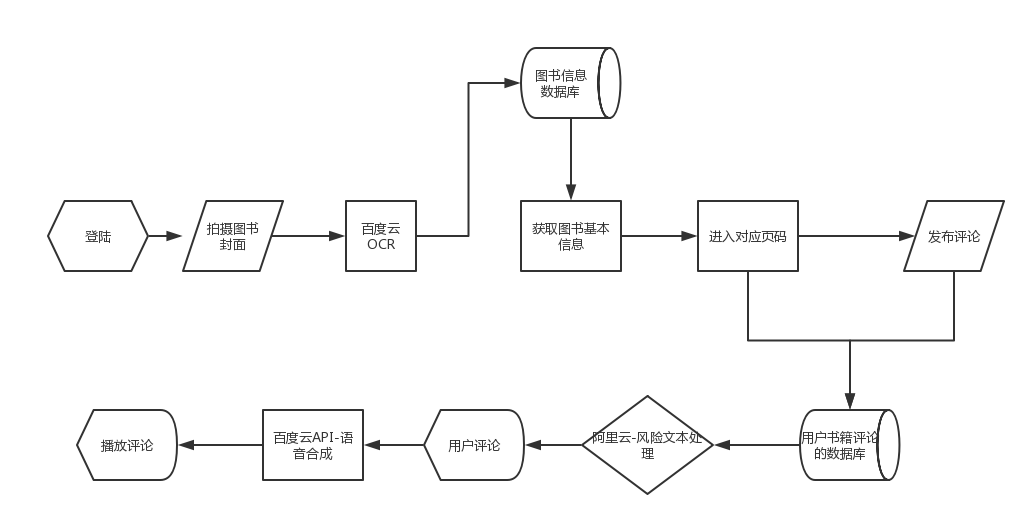 图书信息
数据库
登陆
拍摄图书
封面
百度云
OCR
获取图书基本
信息
进入对应页码
发布评论
播放评论
百度云API-语
音合成
用户评论
阿里云-风险文本处
理
用户书籍评论
的数据库